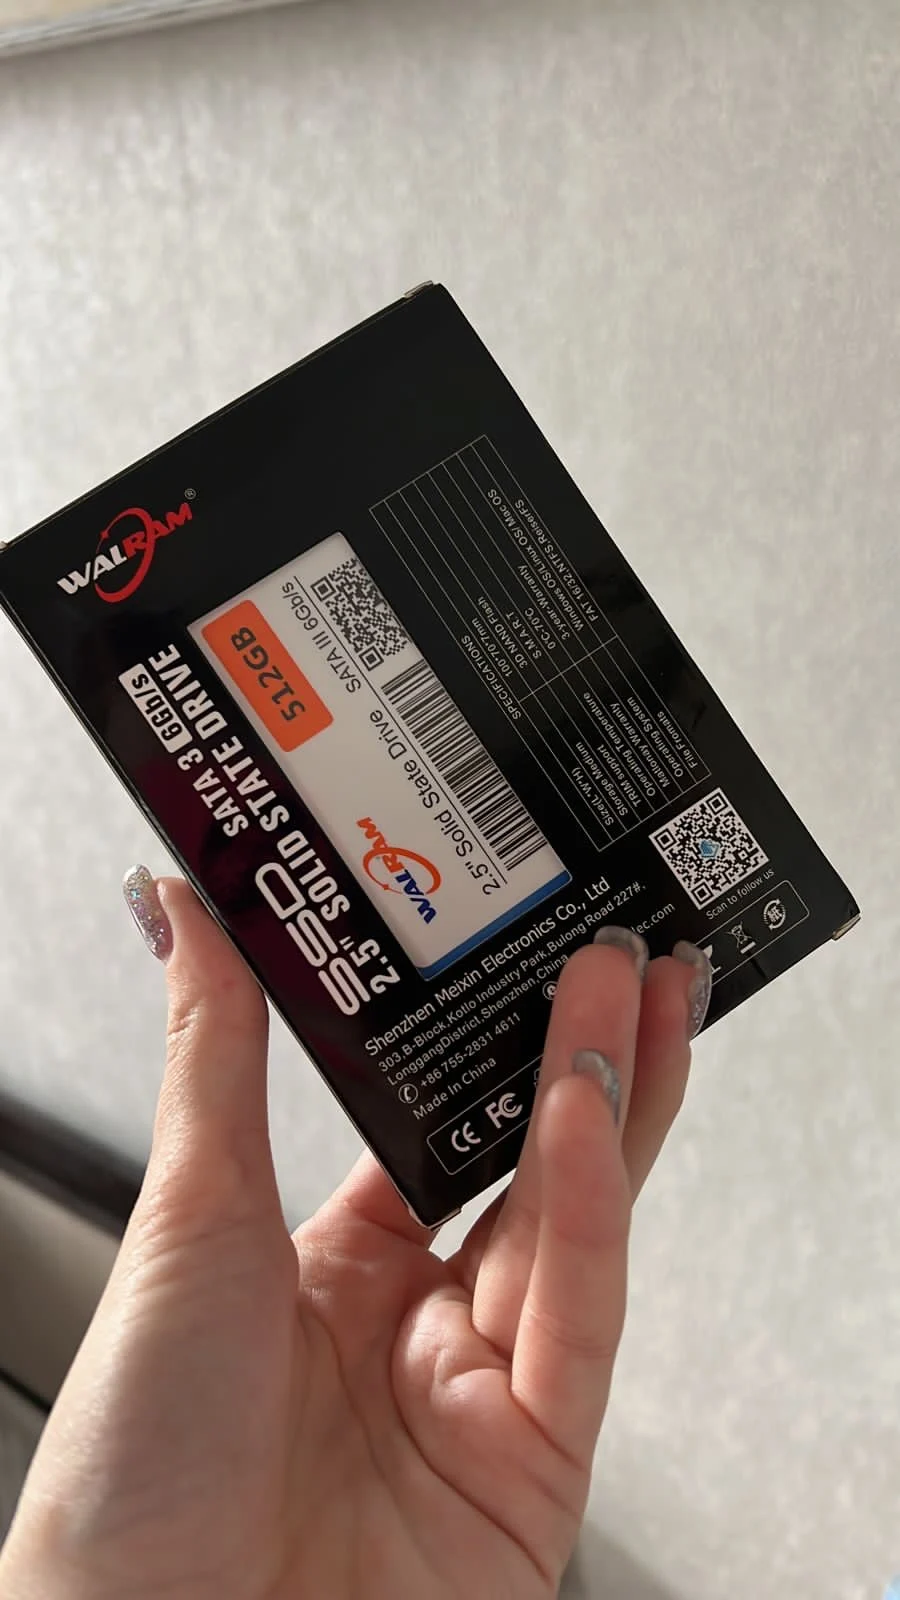 WALRAM®
SATA 3 6Gb/s
SSD
2.5" SOLID STATE DRIVE
512GB
SATA III 6Gb/s
WALRAM
2.5" Solid State Drive
SPECIFICATIONS
Size(L*W*H) 100*70*7mm
Storage Medium 3D NAND Flash
TRIM support S.M.A.R.T
Operating Temperature 0°C-70°C
Mallonay Warranty 3-year-Warranty
Operating System Windows OS/Linux OS/ Mac OS
File Fromats FAT 16/32.NTFS.ReiserFS
Shenzhen Meixin Electronics Co., Ltd
303,B-Block,Kotlo Industry Park,Bulong Road 227#,
LonggangDistrict,Shenzhen,China
+86 755-2831 4611
lec.com
Made In China
CE FC
Scan to follow us